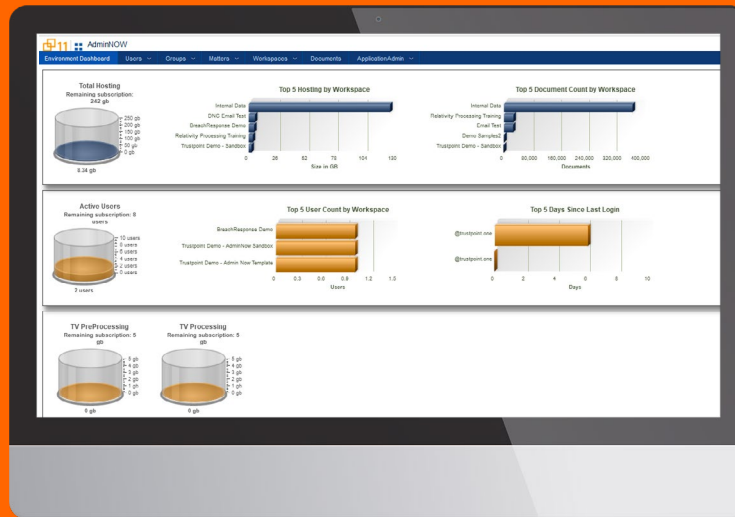 11 AdminNOW
Environment Dashboard Users Groups Matters Workspaces Documents ApplicationAdmin
Total Hosting
Remaining subscription:
242 gb
250 gb
200 gb
150 gb
100 gb
50 gb
0 gb
8.34 gb
Top 5 Hosting by Workspace
Internal Data
DNG Email Test
BreachResponse Demo
Relativity Processing Training
Trustpoint Demo - Sandbox
0 26 52 78 104 130
Size in GB
Top 5 Document Count by Workspace
Internal Data
Relativity Processing Training
Email Test
Demo Samples2
Trustpoint Demo - Sandbox
0 80,000 160,000 240,000 320,000 400,000
Documents
Active Users
Remaining subscription: 8
users
10 users
8 users
6 users
4 users
2 users
0 users
2 users
Top 5 User Count by Workspace
BreachResponse Demo
Trustpoint Demo - AdminNow Sandbox
Trustpoint Demo - Admin Now Template
0 0.3 0.6 0.9 1.2 1.5
Users
Top 5 Days Since Last Login
@trustpoint.one
@trustpoint.one
0 2 4 6 8 10
Days
TV PreProcessing
Remaining subscription: 5
gb
5 gb
4 gb
3 gb
2 gb
1 gb
0 gb
0 gb
TV Processing
Remaining subscription: 5
gb
5 gb
4 gb
3 gb
2 gb
1 gb
0 gb
0 gb